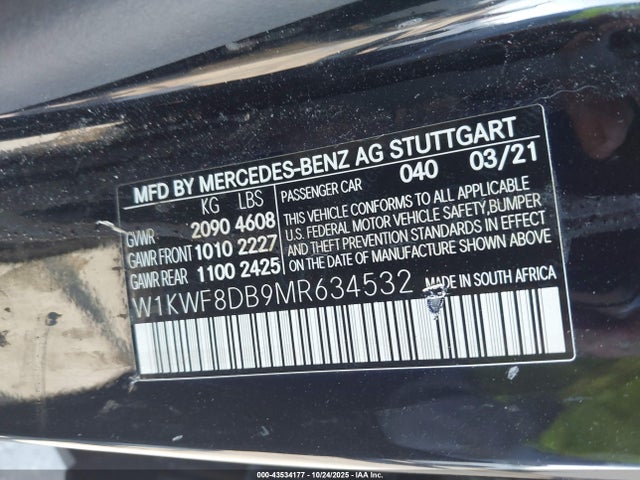 MFD BY MERCEDES-BENZ AG STUTTGART
KG LBS
GVWR 2090 4608
GAWR FRONT 1010 2227
GAWR REAR 1100 2425
PASSENGER CAR 040 03/21
THIS VEHICLE CONFORMS TO ALL APPLICABLE
U.S. FEDERAL MOTOR VEHICLE SAFETY,BUMPER
AND THEFT PREVENTION STANDARDS IN EFFECT
ON THE DATE OF MANUFACTURE SHOWN ABOVE
W1KWF8DB9MR634532 MADE IN SOUTH AFRICA
00-43534177 - 10/24/2025 - IAA Inc.